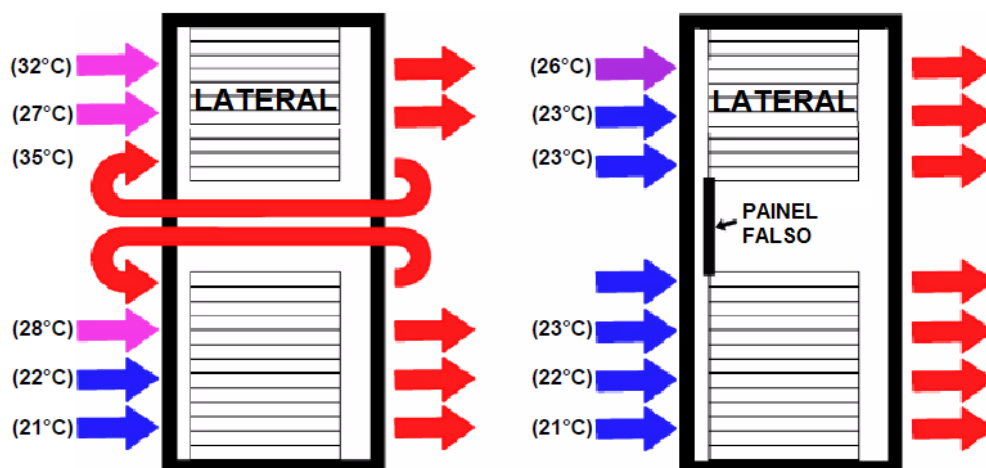 (32°C)
(27°C)
LATERAL
(35°C)
(28°C)
(22°C)
(21°C)
(26°C)
(23°C)
LATERAL
(23°C)
PAINEL
FALSO
(23°C)
(22°C)
(21°C)